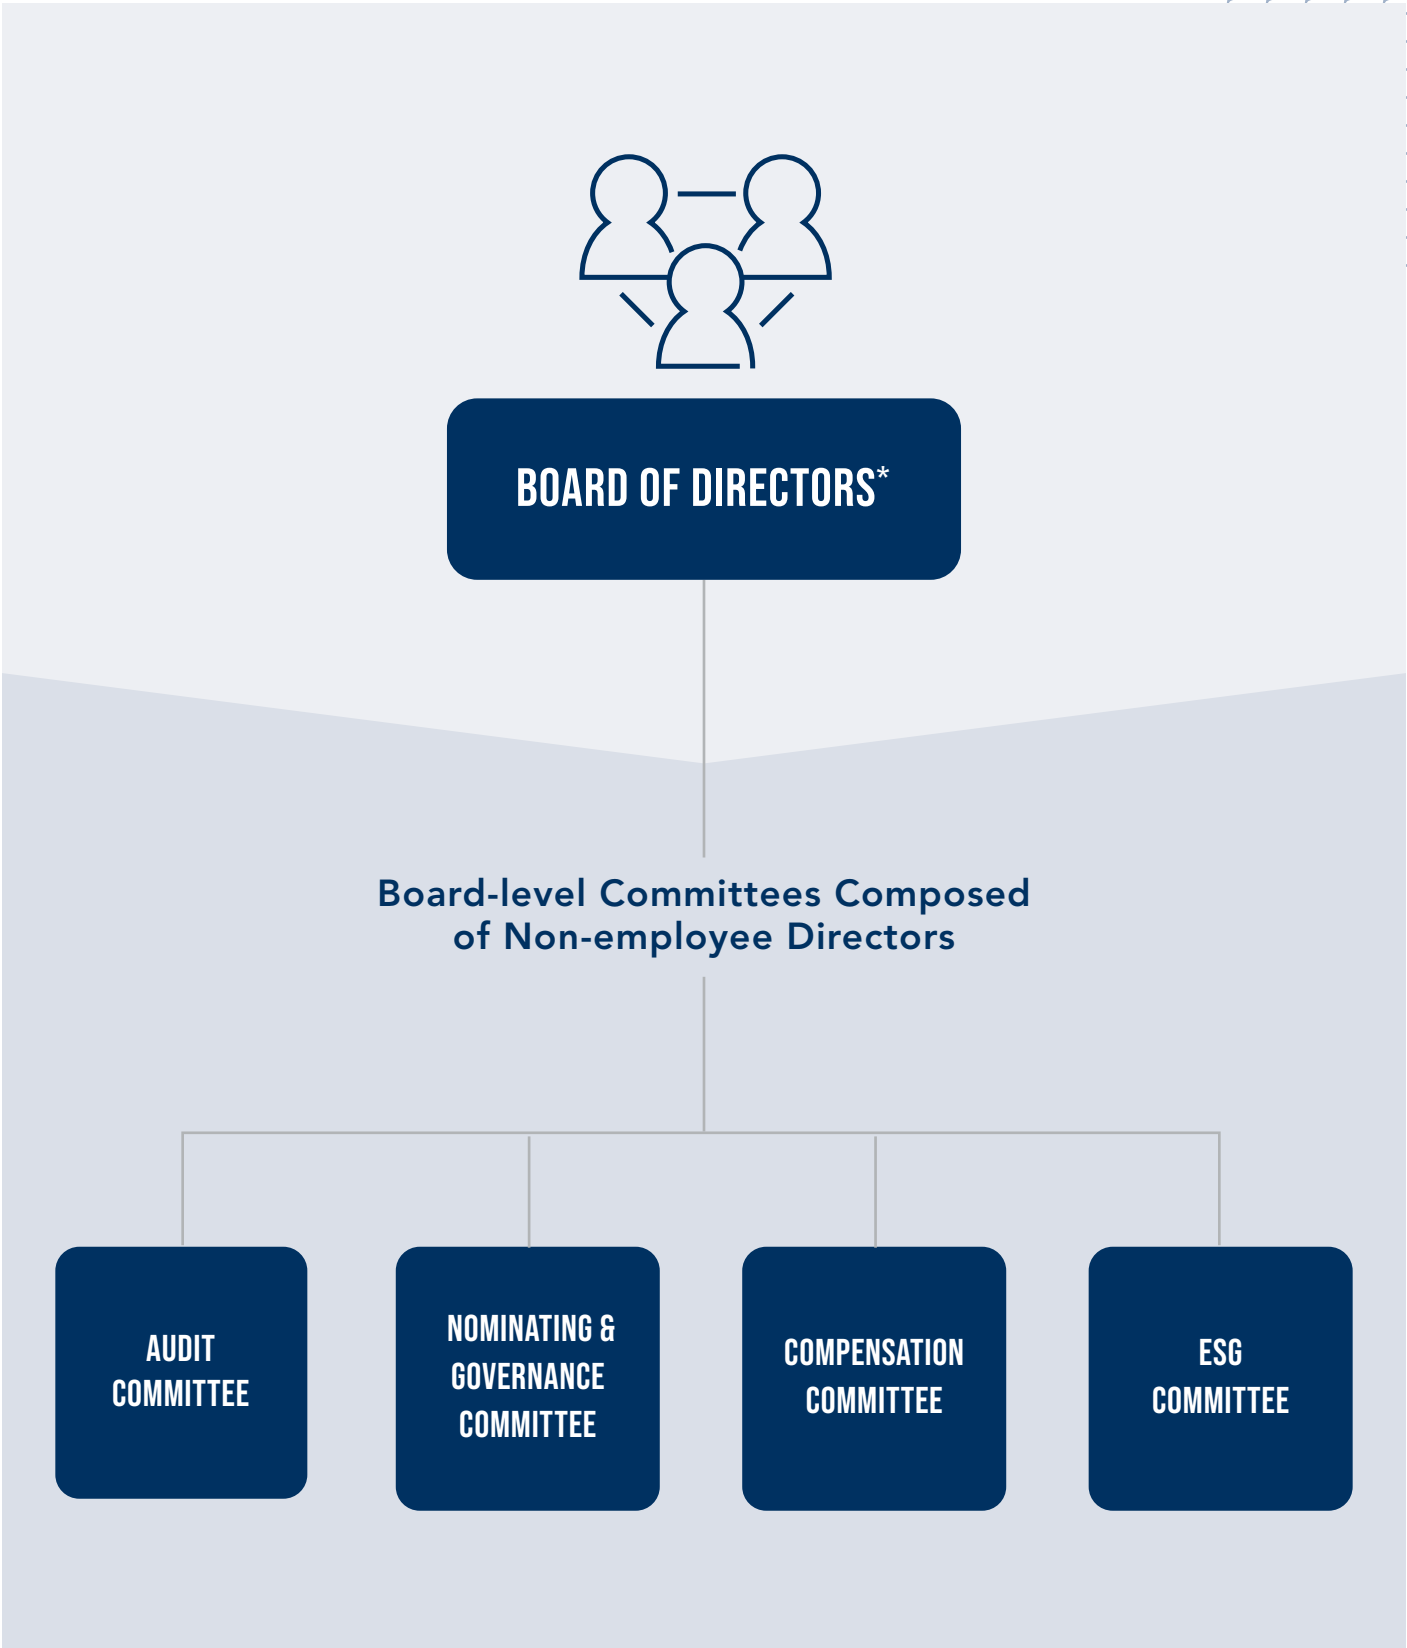 BOARD OF DIRECTORS*
Board-level Committees Composed
of Non-employee Directors
AUDIT
COMMITTEE
NOMINATING &
GOVERNANCE
COMMITTEE
COMPENSATION
COMMITTEE
ESG
COMMITTEE